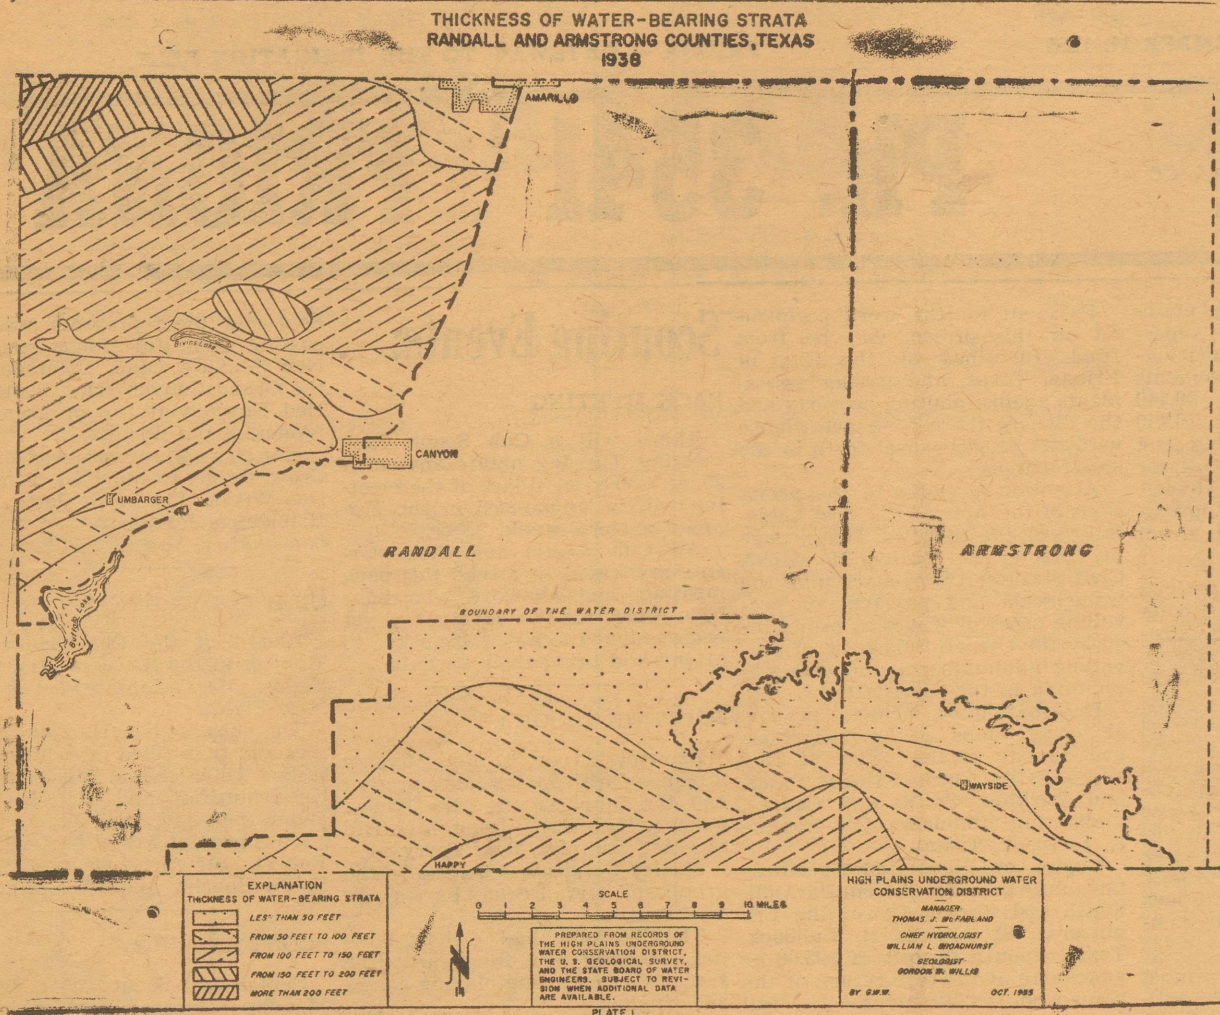 THICKNESS OF WATER-BEARING STRATA
RANDALL AND ARMSTRONG COUNTIES, TEXAS
1938
AMARILLO
Bivins Lake
CANYON
UMBARGER
RANDALL
ARMSTRONG
BOUNDARY OF THE WATER DISTRICT
Buffalo Lake
WAYSIDE
HAPPY
EXPLANATION
THICKNESS OF WATER-BEARING STRATA
LESS THAN 50 FEET
FROM 50 FEET TO 100 FEET
FROM 100 FEET TO 150 FEET
FROM 150 FEET TO 200 FEET
MORE THAN 200 FEET
SCALE
0 1 2 3 4 5 6 7 8 9 10 MILES
N
PREPARED FROM RECORDS OF
THE HIGH PLAINS UNDERGROUND
WATER CONSERVATION DISTRICT,
THE U. S. GEOLOGICAL SURVEY,
AND THE STATE BOARD OF WATER
ENGINEERS. SUBJECT TO REVI-
SION WHEN ADDITIONAL DATA
ARE AVAILABLE.
HIGH PLAINS UNDERGROUND WATER
CONSERVATION DISTRICT
MANAGER
THOMAS J. McFARLAND
CHIEF HYDROLOGIST
WILLIAM L. BROADHURST
GEOLOGIST
GORDON W. WILLIS
BY G.W.W. OCT. 1955
PLATE 1